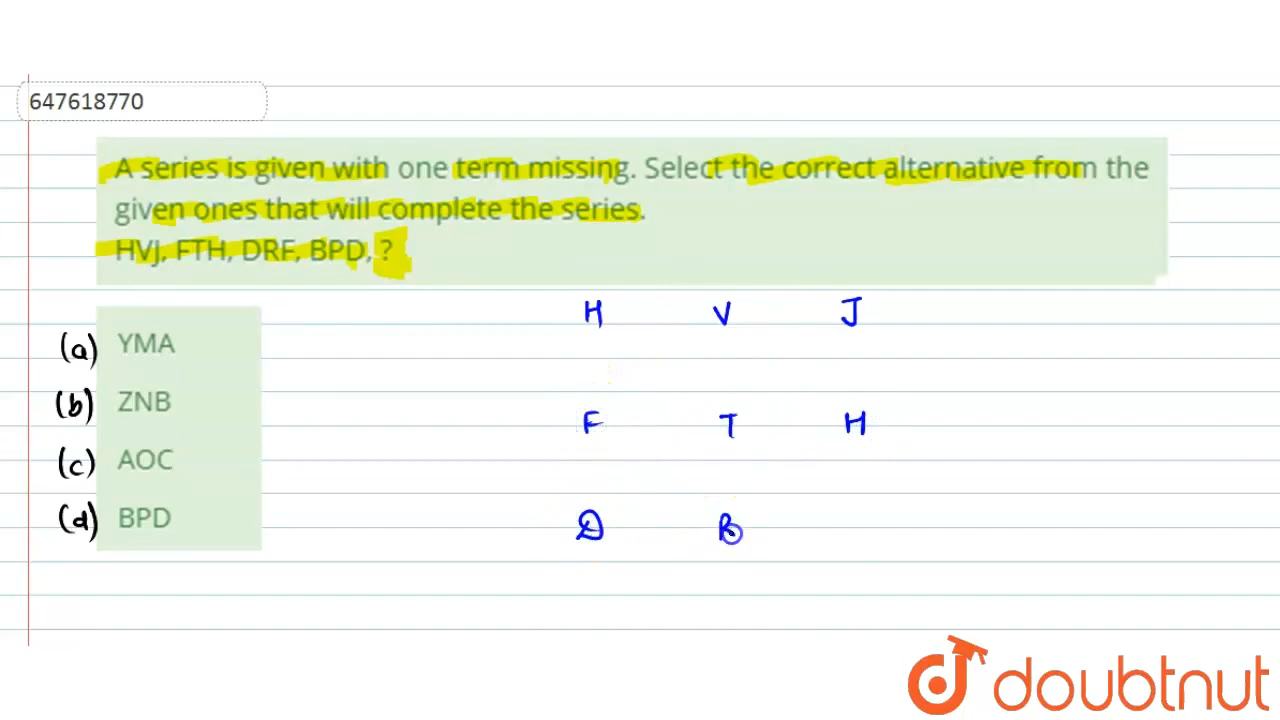 647618770
A series is given with one term missing. Select the correct alternative from the
given ones that will complete the series.
HVJ, FTH, DRF, BPD, ?
H V J
(a) YMA
(b) ZNB
F T H
(c) AOC
(d) BPD
D R
doubtnut